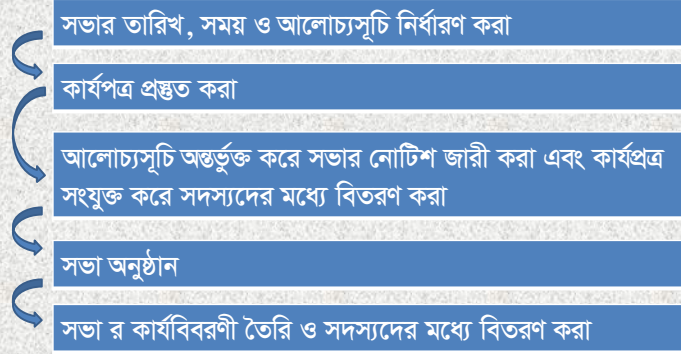 সভার তারিখ, সময় ও আলোচ্যসূচি নির্ধারণ করা
কার্যপত্র প্রস্তুত করা
আলোচ্যসূচি অন্তর্ভুক্ত করে সভার নোটিশ জারী করা এবং কার্যপ্রত্র
সংযুক্ত করে সদস্যদের মধ্যে বিতরণ করা
সভা অনুষ্ঠান
সভা র কার্যবিবরণী তৈরি ও সদস্যদের মধ্যে বিতরণ করা